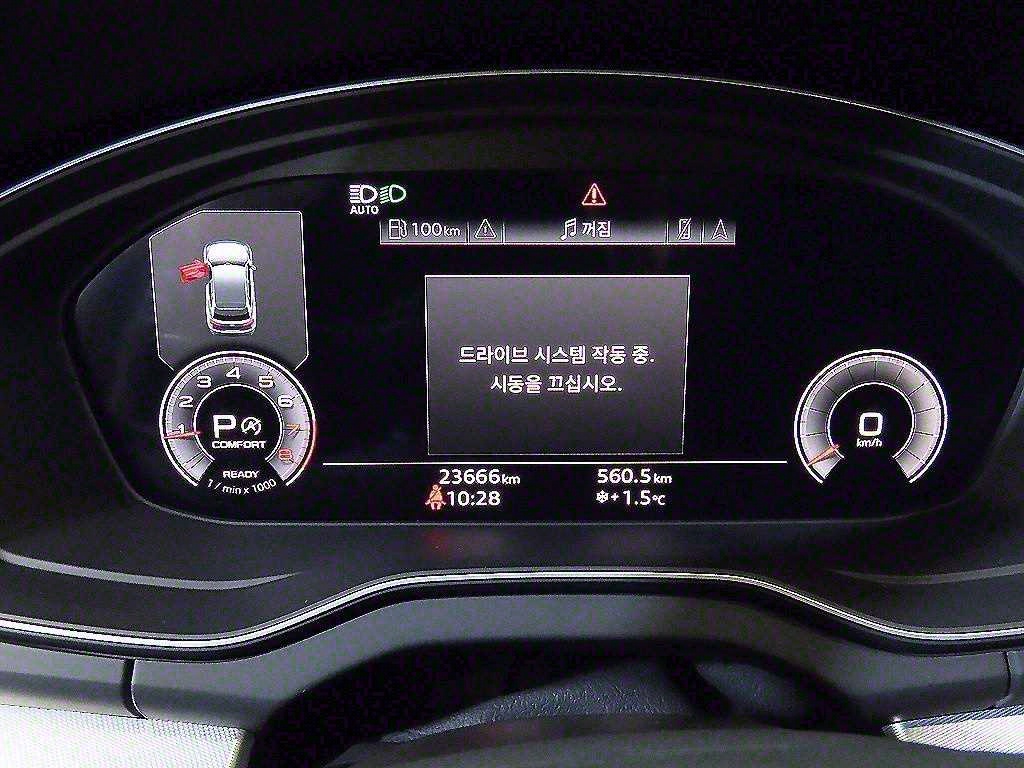 AUTO
100km
꺼짐
드라이브 시스템 작동 중.
시동을 끄십시오.
1 2 3 4 5 6 7 8
P A
COMFORT
READY
1 / min x 1000
0
km/h
23666km
560.5km
10:28
+1.5°C